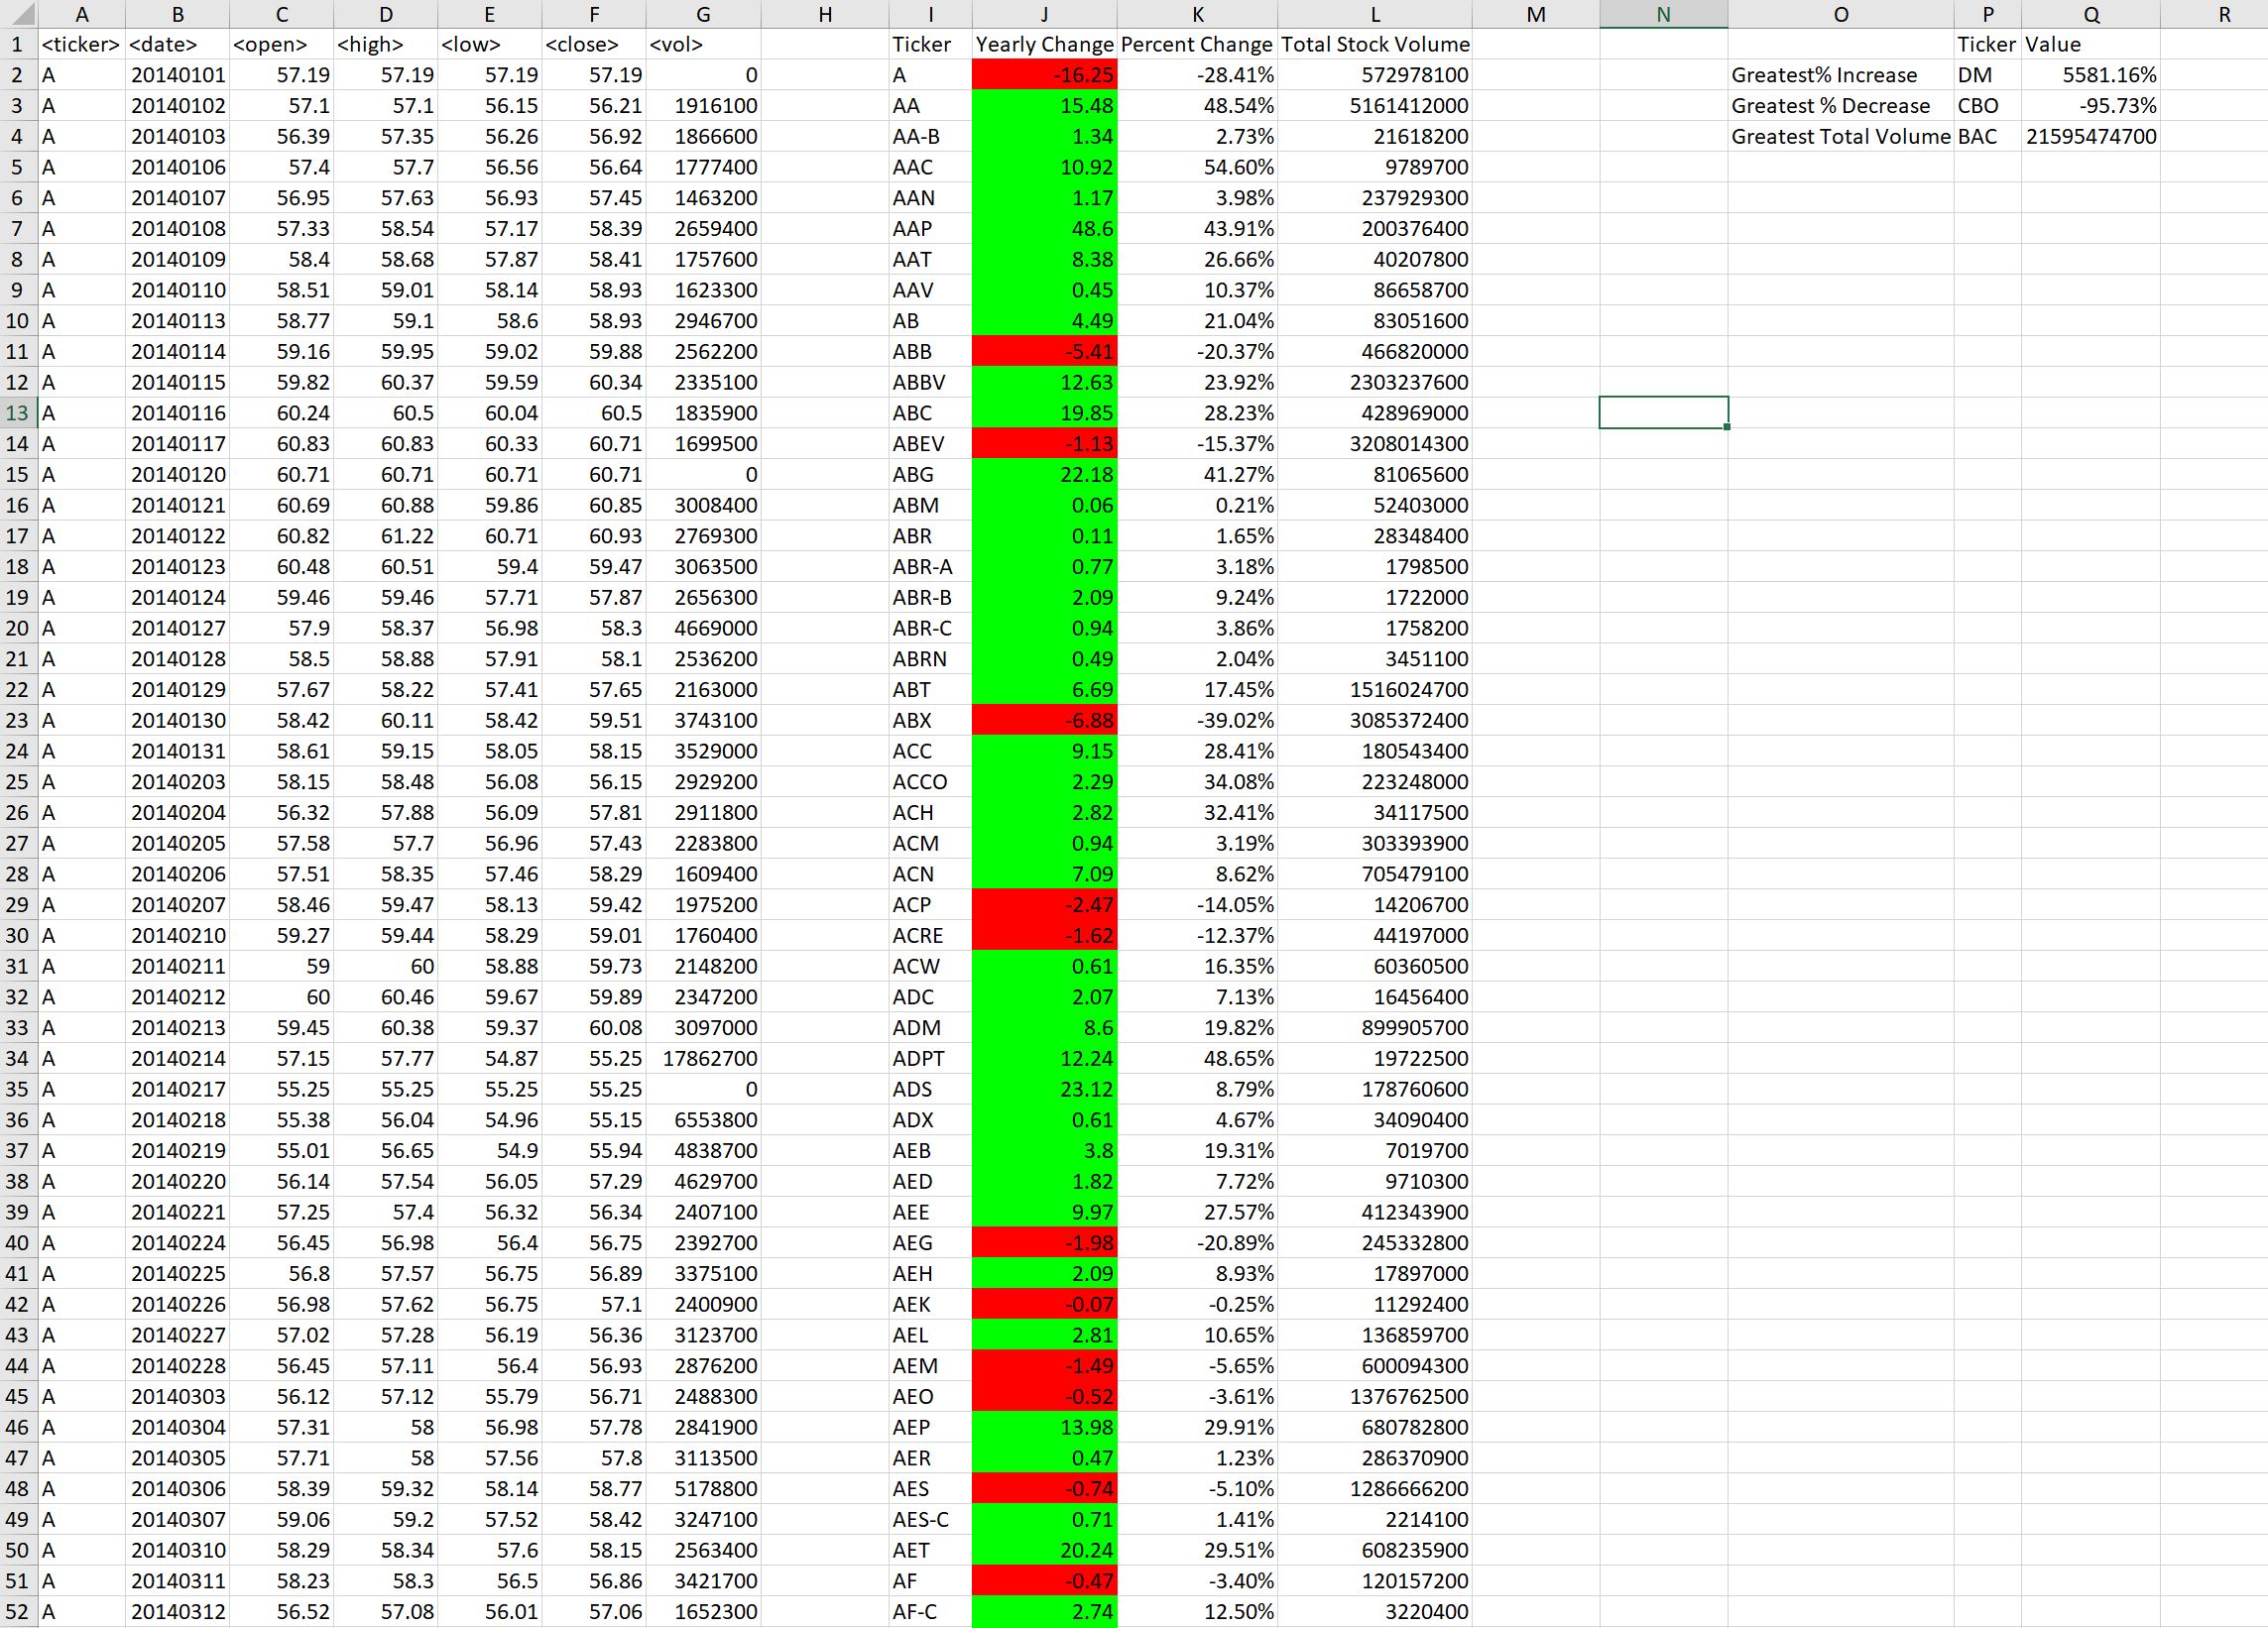 A B C D E F G H I J K L M N O P Q R
1 <ticker> <date> <open> <high> <low> <close> <vol> Ticker Yearly Change Percent Change Total Stock Volume Ticker Value
2 A 20140101 57.19 57.19 57.19 57.19 0 A -16.25 -28.41% 572978100 Greatest% Increase DM 5581.16%
3 A 20140102 57.1 57.1 56.15 56.21 1916100 AA 15.48 48.54% 5161412000 Greatest % Decrease CBO -95.73%
4 A 20140103 56.39 57.35 56.26 56.92 1866600 AA-B 1.34 2.73% 21618200 Greatest Total Volume BAC 21595474700
5 A 20140106 57.4 57.7 56.56 56.64 1777400 AAC 10.92 54.60% 9789700
6 A 20140107 56.95 57.63 56.93 57.45 1463200 AAN 1.17 3.98% 237929300
7 A 20140108 57.33 58.54 57.17 58.39 2659400 AAP 48.6 43.91% 200376400
8 A 20140109 58.4 58.68 57.87 58.41 1757600 AAT 8.38 26.66% 40207800
9 A 20140110 58.51 59.01 58.14 58.93 1623300 AAV 0.45 10.37% 86658700
10 A 20140113 58.77 59.1 58.6 58.93 2946700 AB 4.49 21.04% 83051600
11 A 20140114 59.16 59.95 59.02 59.88 2562200 ABB -5.41 -20.37% 466820000
12 A 20140115 59.82 60.37 59.59 60.34 2335100 ABBV 12.63 23.92% 2303237600
13 A 20140116 60.24 60.5 60.04 60.5 1835900 ABC 19.85 28.23% 428969000
14 A 20140117 60.83 60.83 60.33 60.71 1699500 ABEV -1.13 -15.37% 3208014300
15 A 20140120 60.71 60.71 60.71 60.71 0 ABG 22.18 41.27% 81065600
16 A 20140121 60.69 60.88 59.86 60.85 3008400 ABM 0.06 0.21% 52403000
17 A 20140122 60.82 61.22 60.71 60.93 2769300 ABR 0.11 1.65% 28348400
18 A 20140123 60.48 60.51 59.4 59.47 3063500 ABR-A 0.77 3.18% 1798500
19 A 20140124 59.46 59.46 57.71 57.87 2656300 ABR-B 2.09 9.24% 1722000
20 A 20140127 57.9 58.37 56.98 58.3 4669000 ABR-C 0.94 3.86% 1758200
21 A 20140128 58.5 58.88 57.91 58.1 2536200 ABRN 0.49 2.04% 3451100
22 A 20140129 57.67 58.22 57.41 57.65 2163000 ABT 6.69 17.45% 1516024700
23 A 20140130 58.42 60.11 58.42 59.51 3743100 ABX -6.88 -39.02% 3085372400
24 A 20140131 58.61 59.15 58.05 58.15 3529000 ACC 9.15 28.41% 180543400
25 A 20140203 58.15 58.48 56.08 56.15 2929200 ACCO 2.29 34.08% 223248000
26 A 20140204 56.32 57.88 56.09 57.81 2911800 ACH 2.82 32.41% 34117500
27 A 20140205 57.58 57.7 56.96 57.43 2283800 ACM 0.94 3.19% 303393900
28 A 20140206 57.51 58.35 57.46 58.29 1609400 ACN 7.09 8.62% 705479100
29 A 20140207 58.46 59.47 58.13 59.42 1975200 ACP -2.47 -14.05% 14206700
30 A 20140210 59.27 59.44 58.29 59.01 1760400 ACRE -1.62 -12.37% 44197000
31 A 20140211 59 60 58.88 59.73 2148200 ACW 0.61 16.35% 60360500
32 A 20140212 60 60.46 59.67 59.89 2347200 ADC 2.07 7.13% 16456400
33 A 20140213 59.45 60.38 59.37 60.08 3097000 ADM 8.6 19.82% 899905700
34 A 20140214 57.15 57.77 54.87 55.25 17862700 ADPT 12.24 48.65% 19722500
35 A 20140217 55.25 55.25 55.25 55.25 0 ADS 23.12 8.79% 178760600
36 A 20140218 55.38 56.04 54.96 55.15 6553800 ADX 0.61 4.67% 34090400
37 A 20140219 55.01 56.65 54.9 55.94 4838700 AEB 3.8 19.31% 7019700
38 A 20140220 56.14 57.54 56.05 57.29 4629700 AED 1.82 7.72% 9710300
39 A 20140221 57.25 57.4 56.32 56.34 2407100 AEE 9.97 27.57% 412343900
40 A 20140224 56.45 56.98 56.4 56.75 2392700 AEG -1.98 -20.89% 245332800
41 A 20140225 56.8 57.57 56.75 56.89 3375100 AEH 2.09 8.93% 17897000
42 A 20140226 56.98 57.62 56.75 57.1 2400900 AEK -0.07 -0.25% 11292400
43 A 20140227 57.02 57.28 56.19 56.36 3123700 AEL 2.81 10.65% 136859700
44 A 20140228 56.45 57.11 56.4 56.93 2876200 AEM -1.49 -5.65% 600094300
45 A 20140303 56.12 57.12 55.79 56.71 2488300 AEO -0.52 -3.61% 1376762500
46 A 20140304 57.31 58 56.98 57.78 2841900 AEP 13.98 29.91% 680782800
47 A 20140305 57.71 58 57.56 57.8 3113500 AER 0.47 1.23% 286370900
48 A 20140306 58.39 59.32 58.14 58.77 5178800 AES -0.74 -5.10% 1286666200
49 A 20140307 59.06 59.2 57.52 58.42 3247100 AES-C 0.71 1.41% 2214100
50 A 20140310 58.29 58.34 57.6 58.15 2563400 AET 20.24 29.51% 608235900
51 A 20140311 58.23 58.3 56.5 56.86 3421700 AF -0.47 -3.40% 120157200
52 A 20140312 56.52 57.08 56.01 57.06 1652300 AF-C 2.74 12.50% 3220400